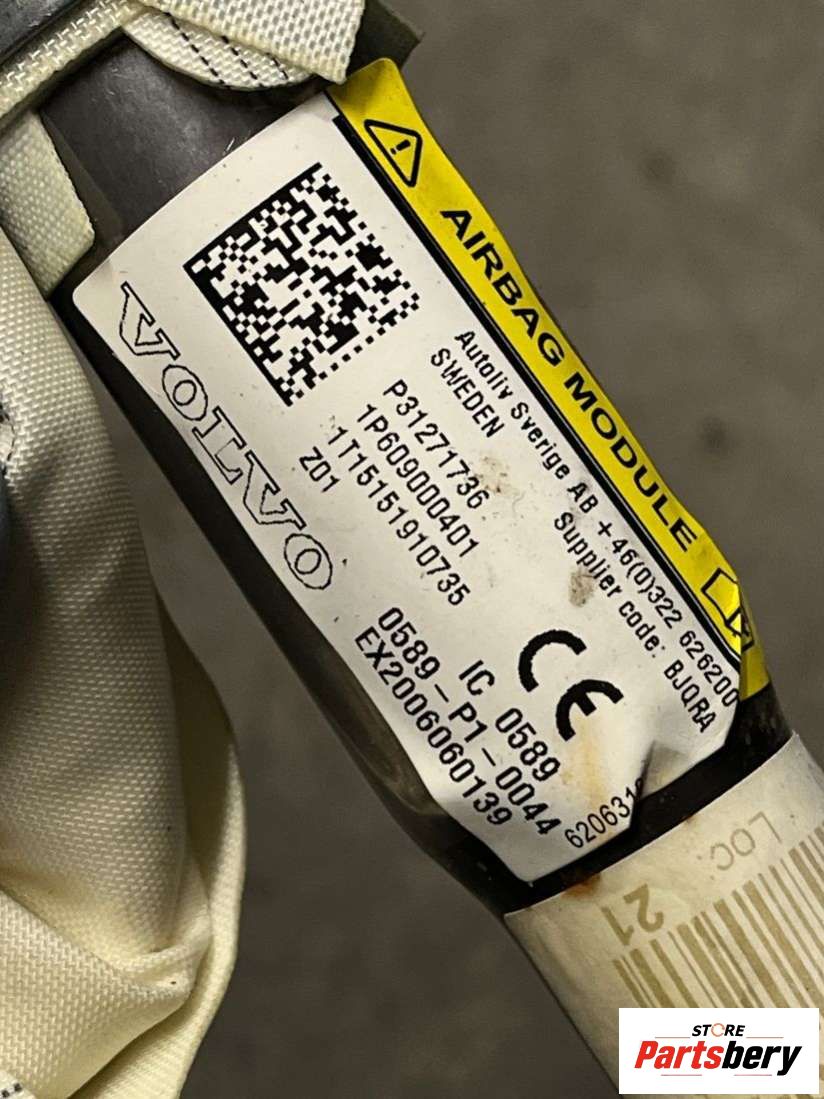 AIRBAG MODULE
Autoliv Sverige AB +46(0)322 626200
SWEDEN
Supplier code: BJQRA
P31271736
1P609000401
1T15151910735
Z01
VOLVO
IC 0589
0589-P1-0044
EX2006060139
CE
LOC:
21
STORE
Partsbery